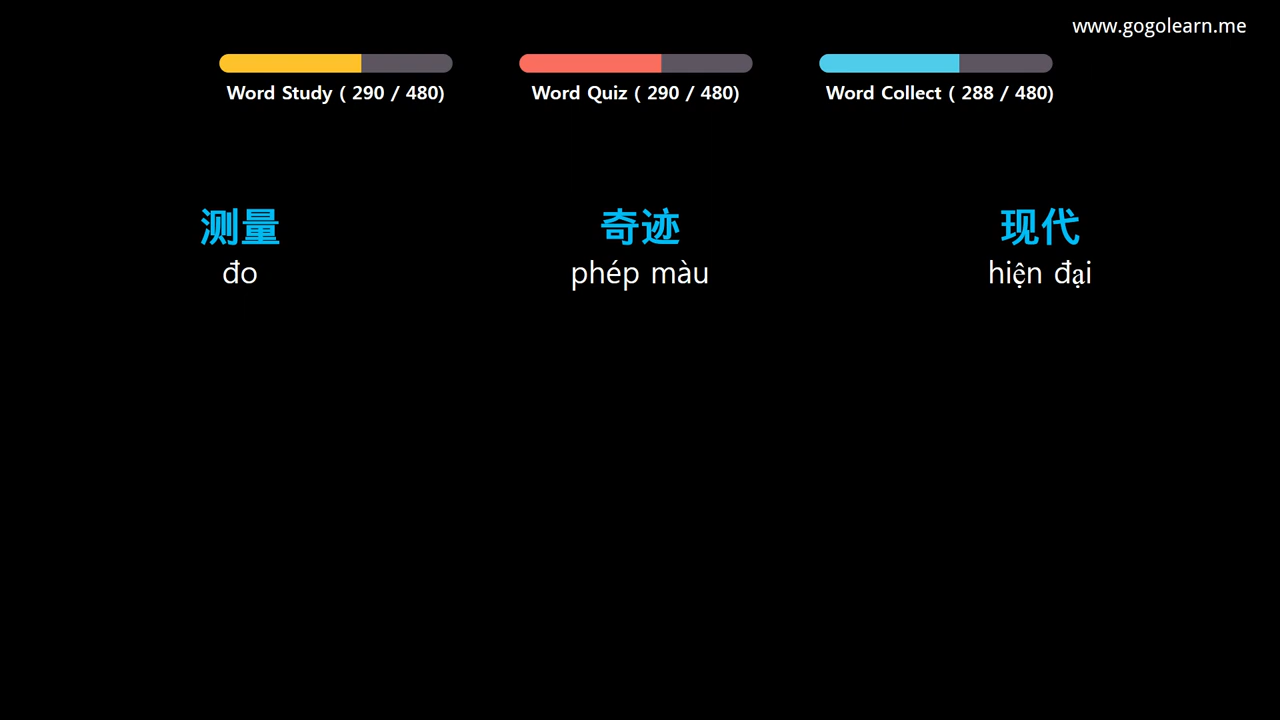 www.gogolearn.me
Word Study ( 290 / 480)
Word Quiz ( 290 / 480)
Word Collect ( 288 / 480)
测量
奇迹
现代
đo
phép màu
hiện đại